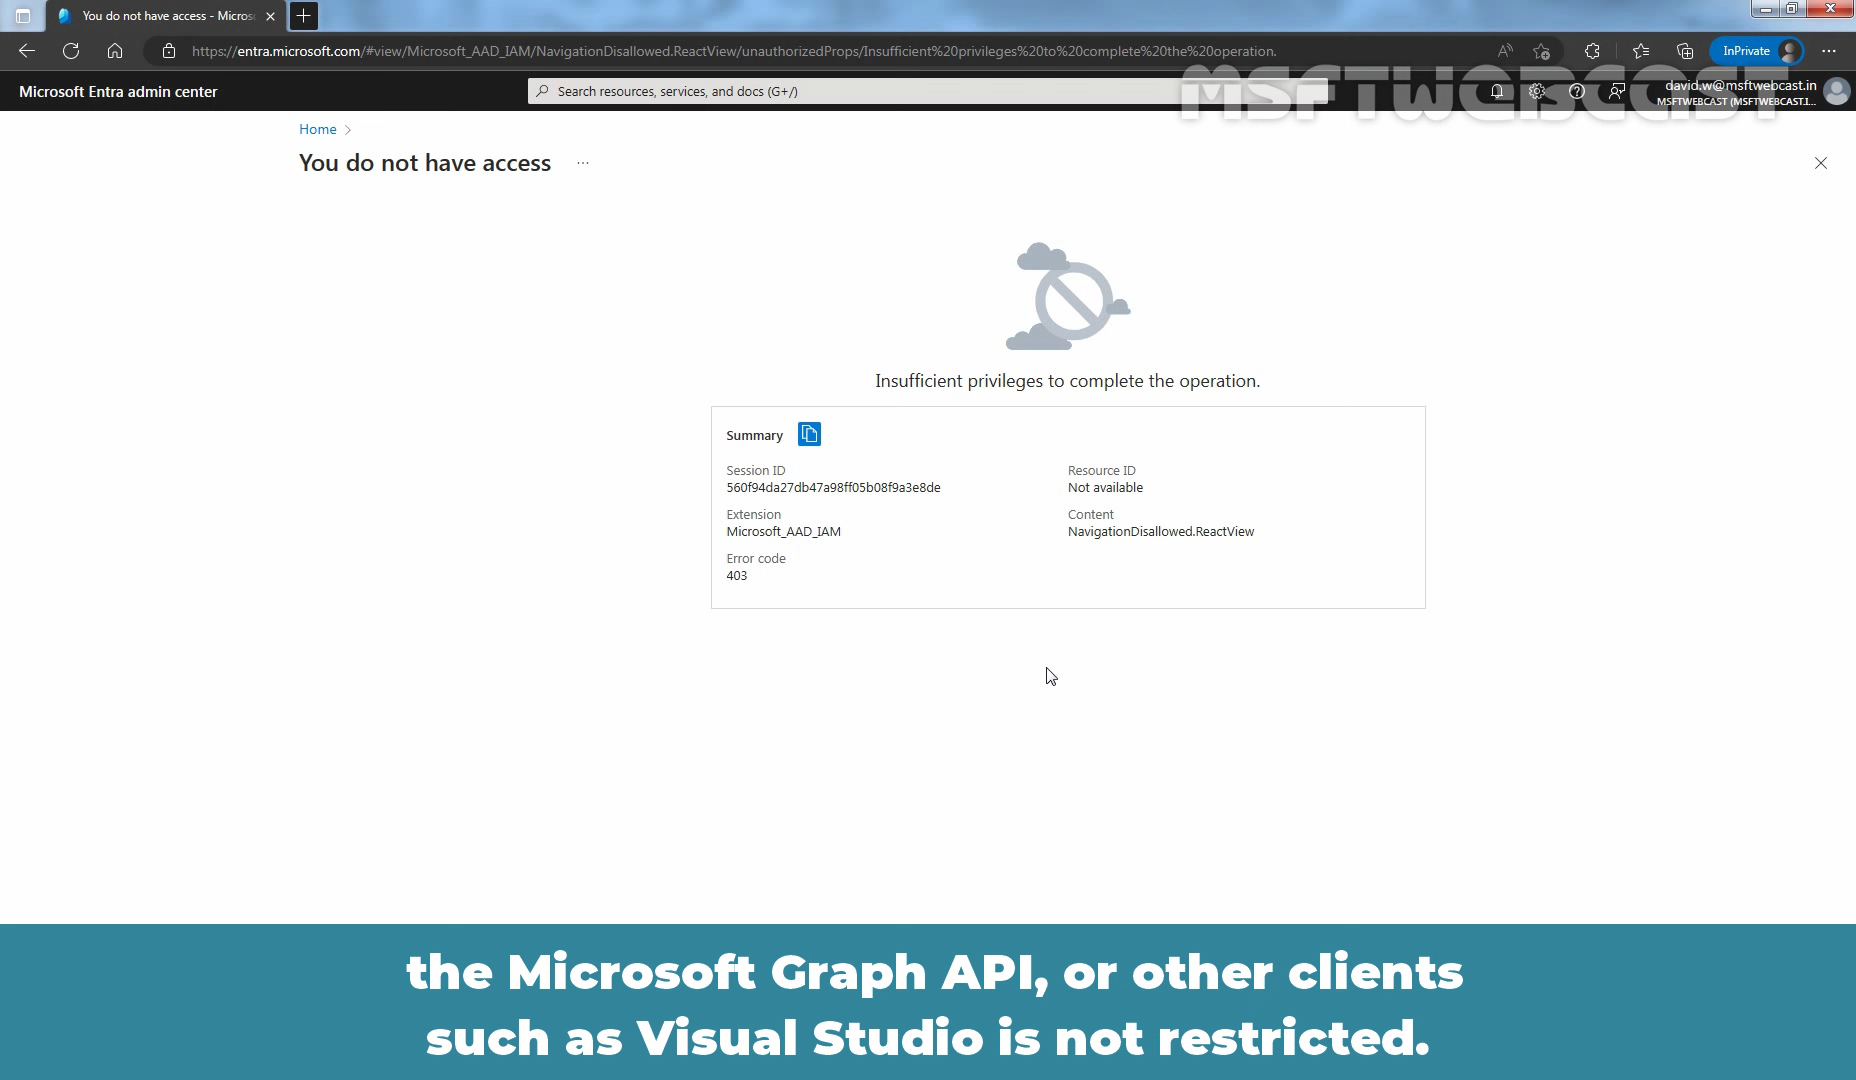 You do not have access - Micros
https://entra.microsoft.com/#view/Microsoft_AAD_IAM/NavigationDisallowed.ReactView/unauthorizedProps/Insufficient%20privileges%20to%20complete%20the%20operation.
InPrivate
Microsoft Entra admin center
Search resources, services, and docs (G+/)
david.w@msftwebcast.in
MSFTWEBCAST (MSFTWEBCAST.I...
MSFTWEBCAST
Home
You do not have access
Insufficient privileges to complete the operation.
Summary
Session ID
560f94da27db47a98ff05b08f9a3e8de
Resource ID
Not available
Extension
Microsoft_AAD_IAM
Content
NavigationDisallowed.ReactView
Error code
403
the Microsoft Graph API, or other clients
such as Visual Studio is not restricted.